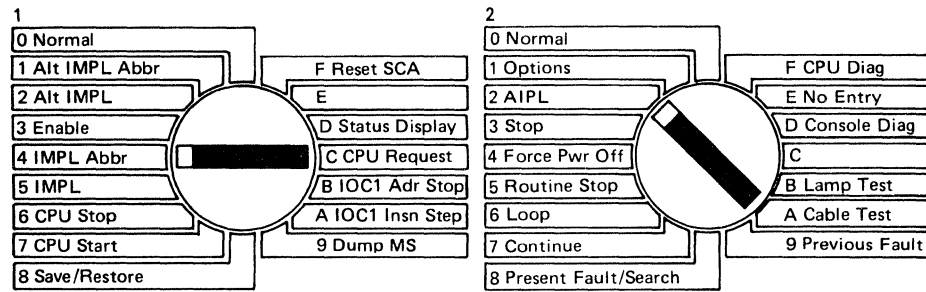 1
0 Normal
1 Alt IMPL Abbr
2 Alt IMPL
3 Enable
4 IMPL Abbr
5 IMPL
6 CPU Stop
7 CPU Start
8 Save/Restore
F Reset SCA
E
D Status Display
C CPU Request
B IOC1 Adr Stop
A IOC1 Insn Step
9 Dump MS
2
0 Normal
1 Options
2 AIPL
3 Stop
4 Force Pwr Off
5 Routine Stop
6 Loop
7 Continue
8 Present Fault/Search
F CPU Diag
E No Entry
D Console Diag
C
B Lamp Test
A Cable Test
9 Previous Fault